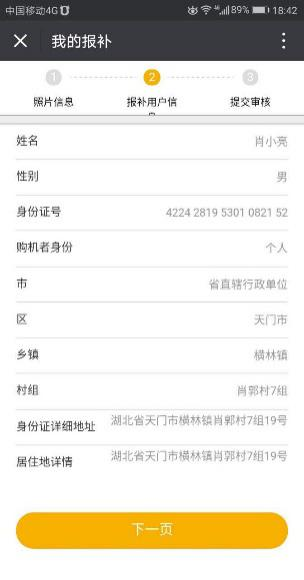 中国移动4G 89% 18:42
我的报补
1 2 3
照片信息 报补用户信息 提交审核
姓名 肖小亮
性别 男
身份证号 4224 2819 5301 0821 52
购机者身份 个人
市 省直辖行政单位
区 天门市
乡镇 横林镇
村组 肖郭村7组
身份证详细地址 湖北省天门市横林镇肖郭村7组19号
居住地详情 湖北省天门市横林镇肖郭村7组19号
下一页